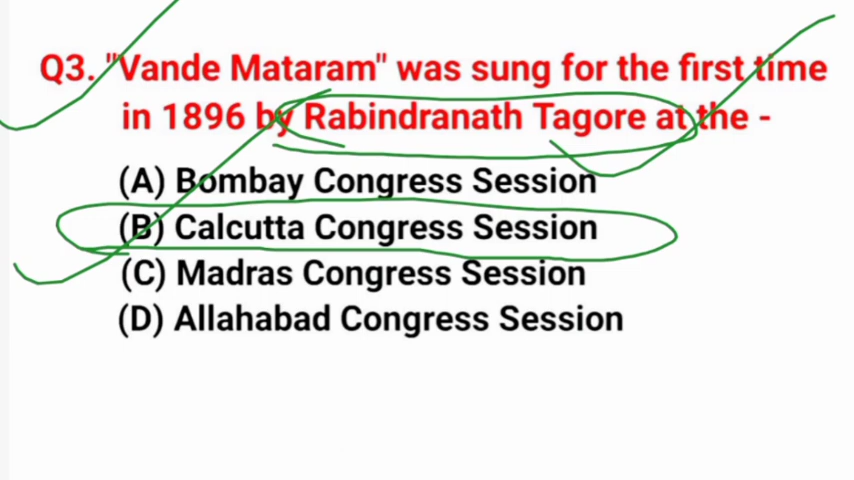 Q3. "Vande Mataram" was sung for the first time
in 1896 by Rabindranath Tagore at the -
(A) Bombay Congress Session
(B) Calcutta Congress Session
(C) Madras Congress Session
(D) Allahabad Congress Session